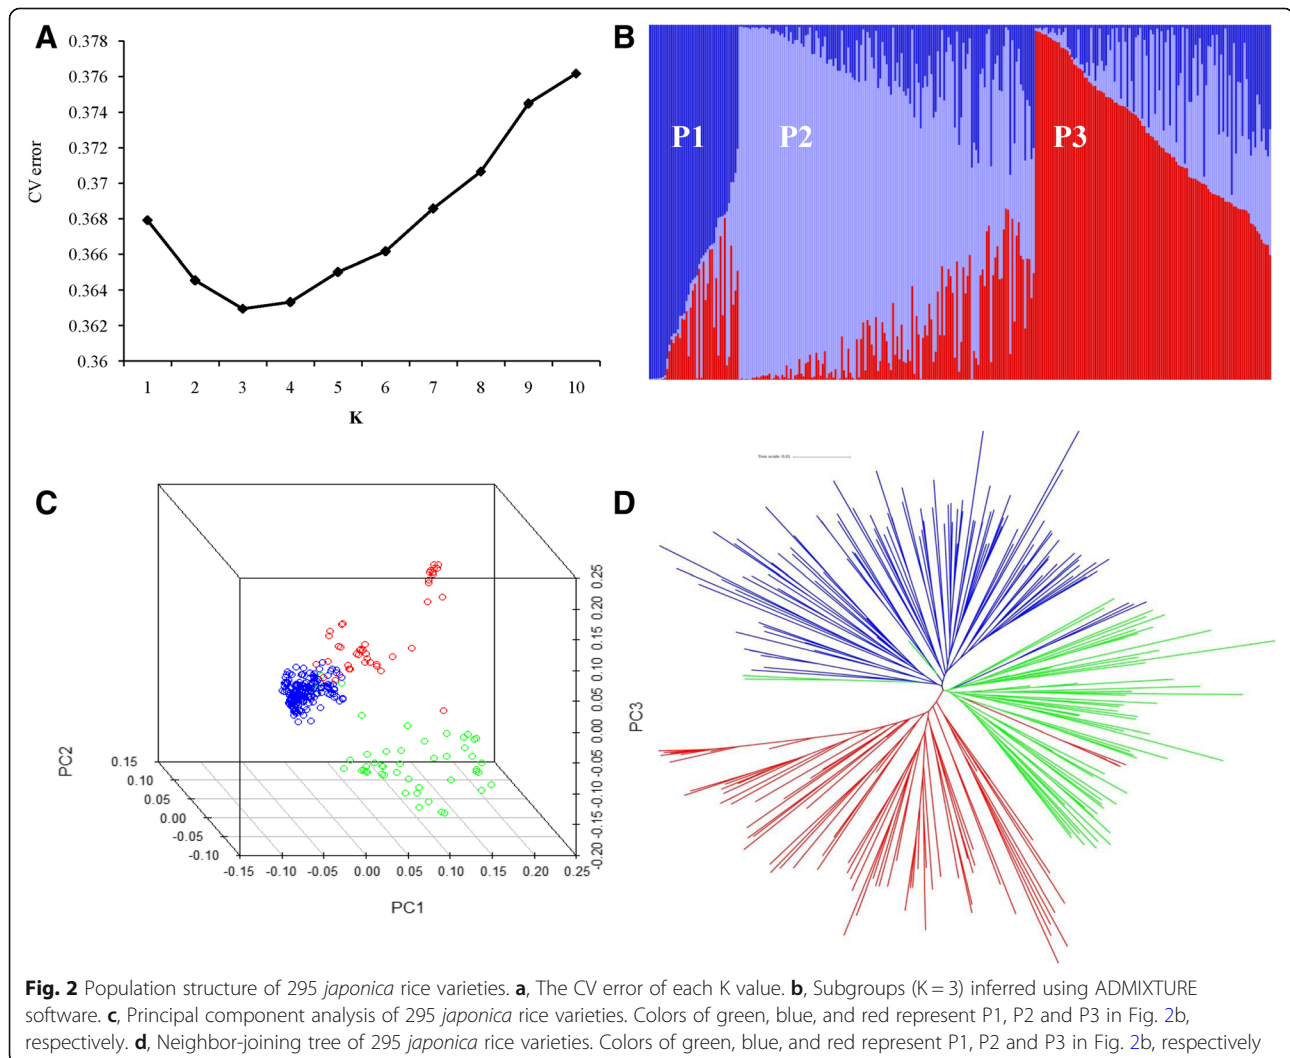 A
0.378
0.376
0.374
0.372
0.37
0.368
0.366
0.364
0.362
0.36
CV error
1 2 3 4 5 6 7 8 9 10
K
B
P1 P2 P3
C
PC2
0.15
0.10
0.05
0.00
-0.05
-0.10
-0.15 -0.10 -0.05 0.00 0.05 0.10 0.15 0.20 0.25
PC1
0.25
0.20
0.15
0.10
0.05
0.00
-0.05
-0.10
-0.15
-0.20
PC3
D
Tree scale: 0.01
Fig. 2 Population structure of 295 japonica rice varieties. a, The CV error of each K value. b, Subgroups (K = 3) inferred using ADMIXTURE
software. c, Principal component analysis of 295 japonica rice varieties. Colors of green, blue, and red represent P1, P2 and P3 in Fig. 2b,
respectively. d, Neighbor-joining tree of 295 japonica rice varieties. Colors of green, blue, and red represent P1, P2 and P3 in Fig. 2b, respectively